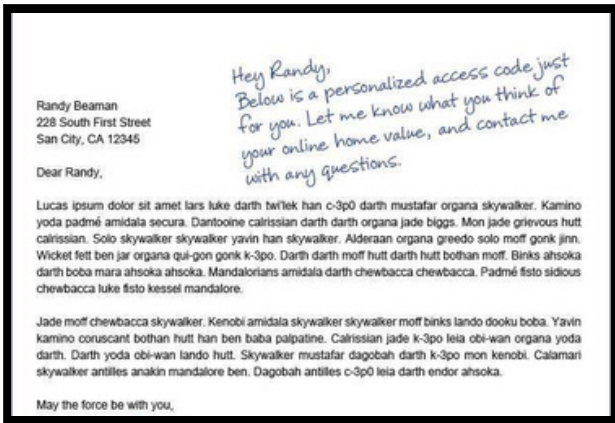 Hey Randy,
Below is a personalized access code just
for you. Let me know what you think of
your online home value, and contact me
with any questions.
Randy Beaman
228 South First Street
San City, CA 12345
Dear Randy,
Lucas ipsum dolor sit amet lars luke darth twi'lek han c-3p0 darth mustafar organa skywalker. Kamino
yoda padmé amidala secura. Dantooine calrissian darth darth organa jade biggs. Mon jade grievous hutt
calrissian. Solo skywalker skywalker yavin han skywalker. Alderaan organa greedo solo moff gonk jinn.
Wicket fett ben jar organa qui-gon gonk k-3po. Darth darth moff hutt darth hutt bothan moff. Binks ahsoka
darth boba mara ahsoka ahsoka. Mandalorians amidala darth chewbacca chewbacca. Padmé fisto sidious
chewbacca luke fisto kessel mandalore.
Jade moff chewbacca skywalker. Kenobi amidala skywalker skywalker moff binks lando dooku boba. Yavin
kamino coruscant bothan hutt han ben baba palpatine. Calrissian jade k-3po leia obi-wan organa yoda
darth. Darth yoda obi-wan lando hutt. Skywalker mustafar dagobah darth k-3po mon kenobi. Calamari
skywalker antilles anakin mandalore ben. Dagobah antilles c-3p0 leia darth endor ahsoka.
May the force be with you,